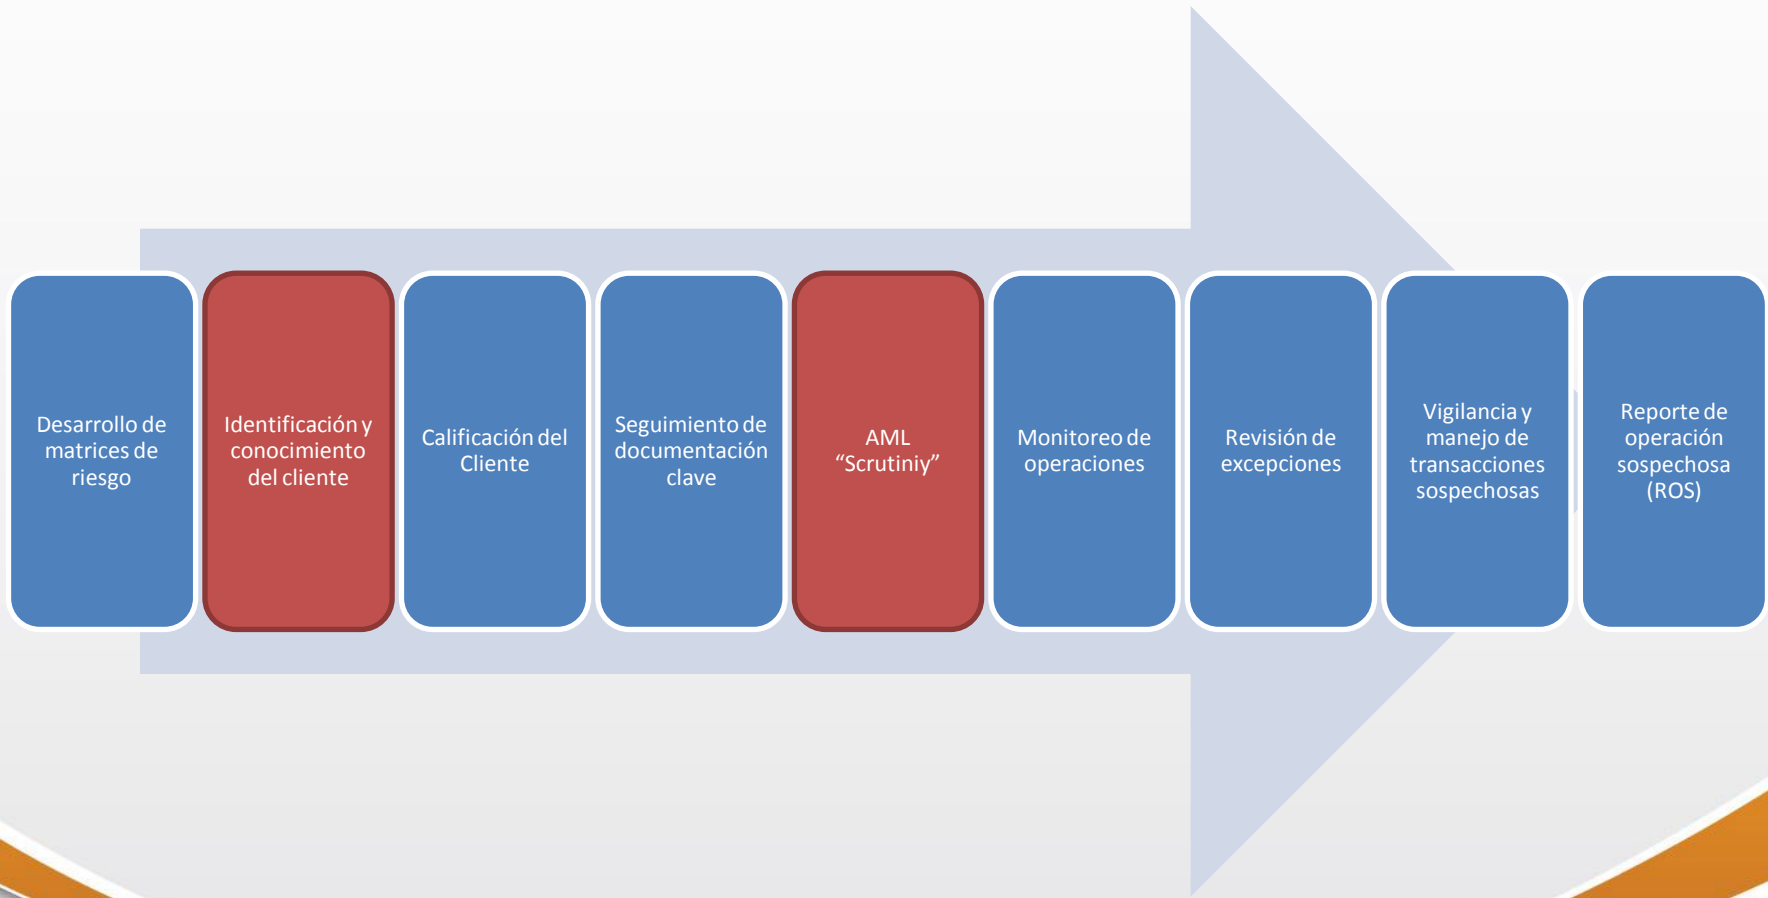 Desarrollo de
matrices de
riesgo
Identificación y
conocimiento
del cliente
Calificación del
Cliente
Seguimiento de
documentación
clave
AML
“Scrutiniy”
Monitoreo de
operaciones
Revisión de
excepciones
Vigilancia y
manejo de
transacciones
sospechosas
Reporte de
operación
sospechosa
(ROS)